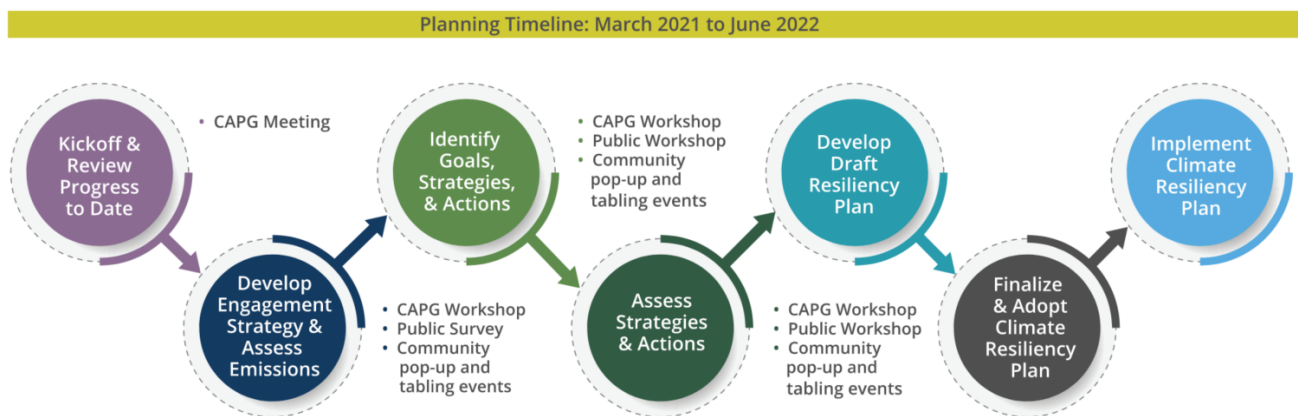 Planning Timeline: March 2021 to June 2022
Kickoff &
Review
Progress
to Date
• CAPG Meeting
Develop
Engagement
Strategy &
Assess
Emissions
• CAPG Workshop
• Public Survey
• Community
pop-up and
tabling events
Identify
Goals,
Strategies,
& Actions
• CAPG Workshop
• Public Workshop
• Community
pop-up and
tabling events
Assess
Strategies
& Actions
• CAPG Workshop
• Public Workshop
• Community
pop-up and
tabling events
Develop
Draft
Resiliency
Plan
Finalize
& Adopt
Climate
Resiliency
Plan
Implement
Climate
Resiliency
Plan